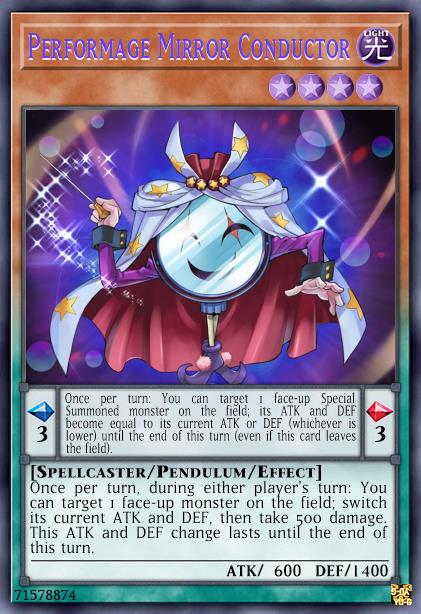 PERFORMAGE MIRROR CONDUCTOR
LIGHT
光
Once per turn: You can target 1 face-up Special
Summoned monster on the field; its ATK and DEF
become equal to its current ATK or DEF (whichever is
lower) until the end of this turn (even if this card leaves
the field).
3
3
[SPELLCASTER/PENDULUM/EFFECT]
Once per turn, during either player's turn: You
can target 1 face-up monster on the field; switch
its current ATK and DEF, then take 500 damage.
This ATK and DEF change lasts until the end of
this turn.
ATK/ 600 DEF/1400
71578874